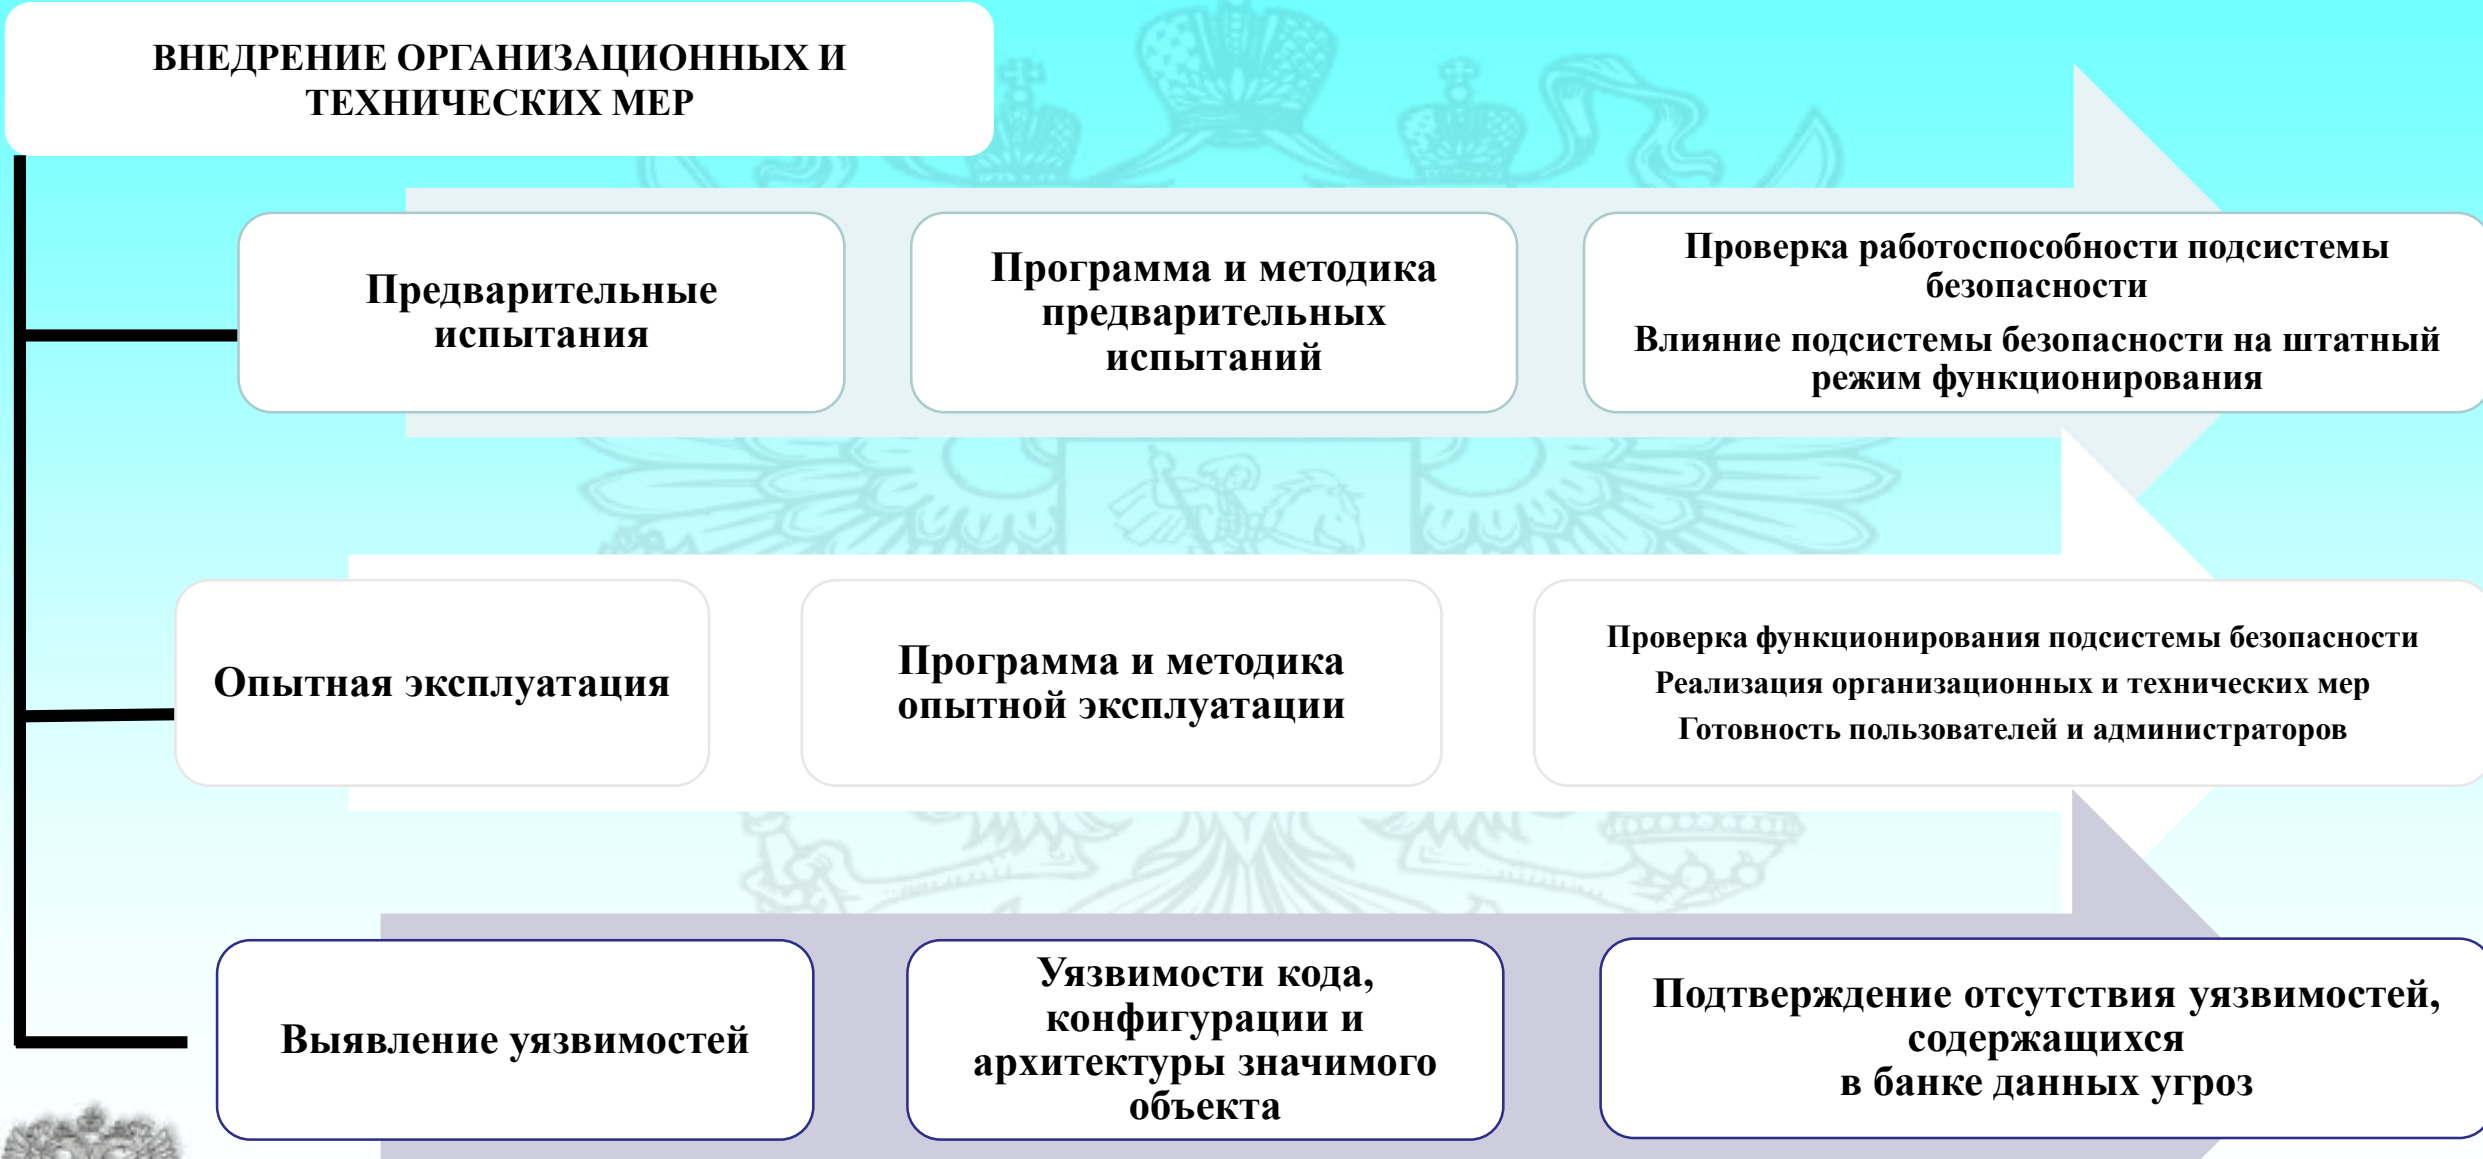 ВНЕДРЕНИЕ ОРГАНИЗАЦИОННЫХ И
ТЕХНИЧЕСКИХ МЕР
Предварительные
испытания
Программа и методика
предварительных
испытаний
Проверка работоспособности подсистемы
безопасности
Влияние подсистемы безопасности на штатный
режим функционирования
Опытная эксплуатация
Программа и методика
опытной эксплуатации
Проверка функционирования подсистемы безопасности
Реализация организационных и технических мер
Готовность пользователей и администраторов
Выявление уязвимостей
Уязвимости кода,
конфигурации и
архитектуры значимого
объекта
Подтверждение отсутствия уязвимостей,
содержащихся
в банке данных угроз